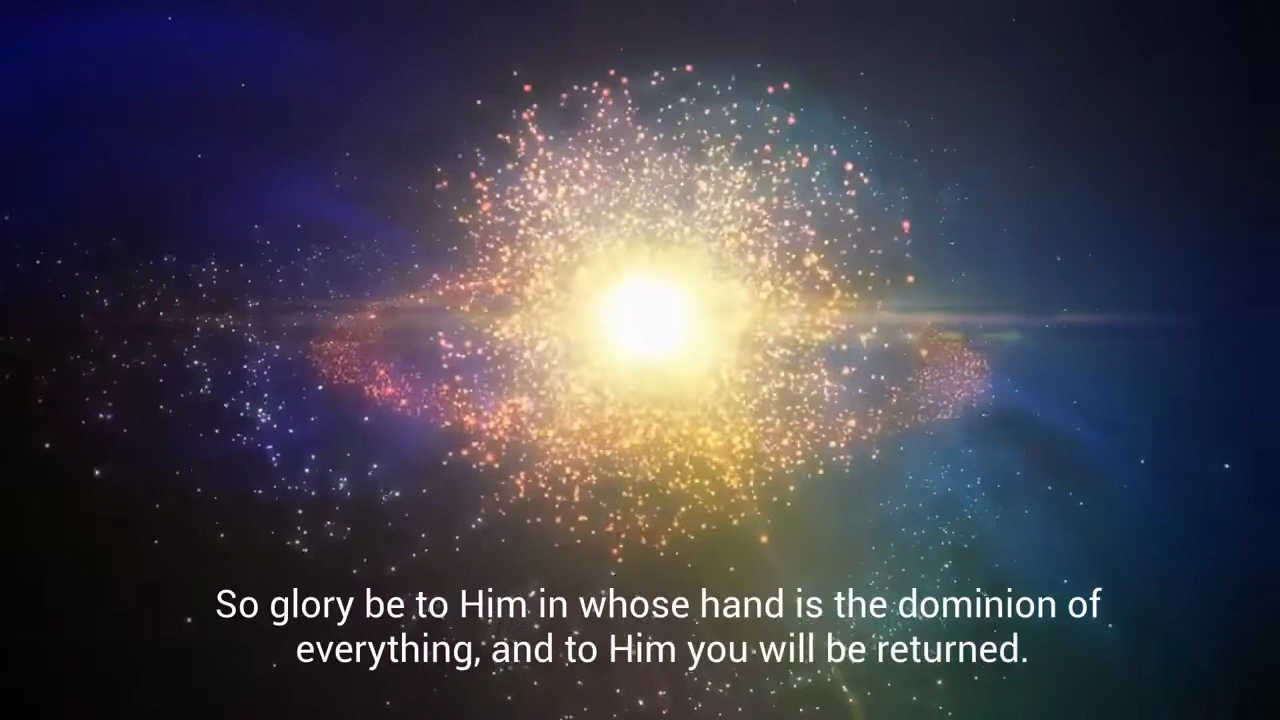 So glory be to Him in whose hand is the dominion of
everything, and to Him you will be returned.